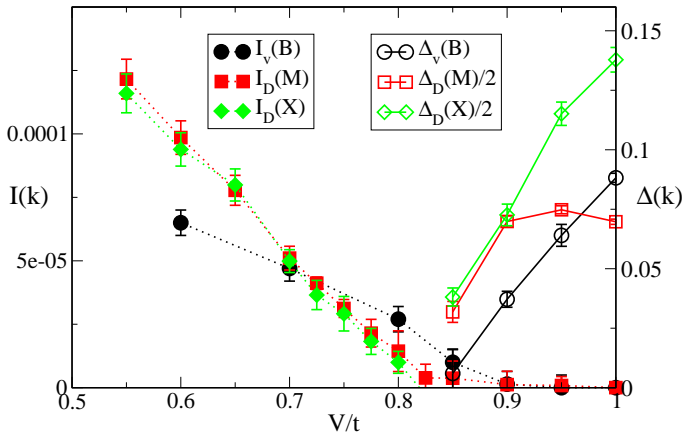 I_v(B)
I_D(M)
I_D(X)
Δ_v(B)
Δ_D(M)/2
Δ_D(X)/2
0.15
0.0001
0.1
I(k)
Δ(k)
5e-05
0.05
0
0
0.5
0.6
0.7
0.8
0.9
1
V/t